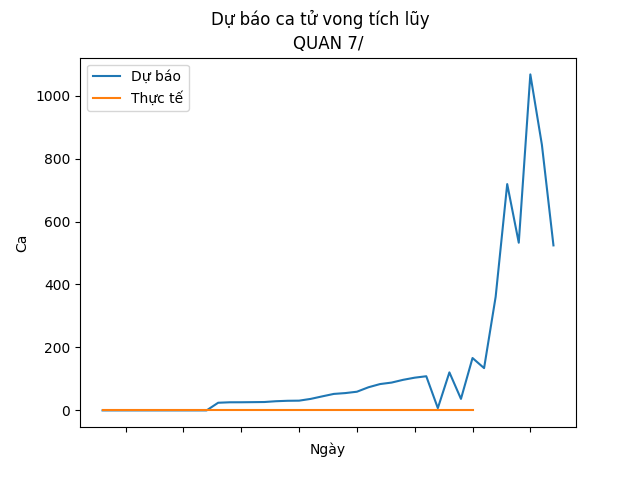 Dự báo ca tử vong tích lũy
QUAN 7/
Dự báo
Thực tế
1000
800
600
400
200
0
Ca
Ngày